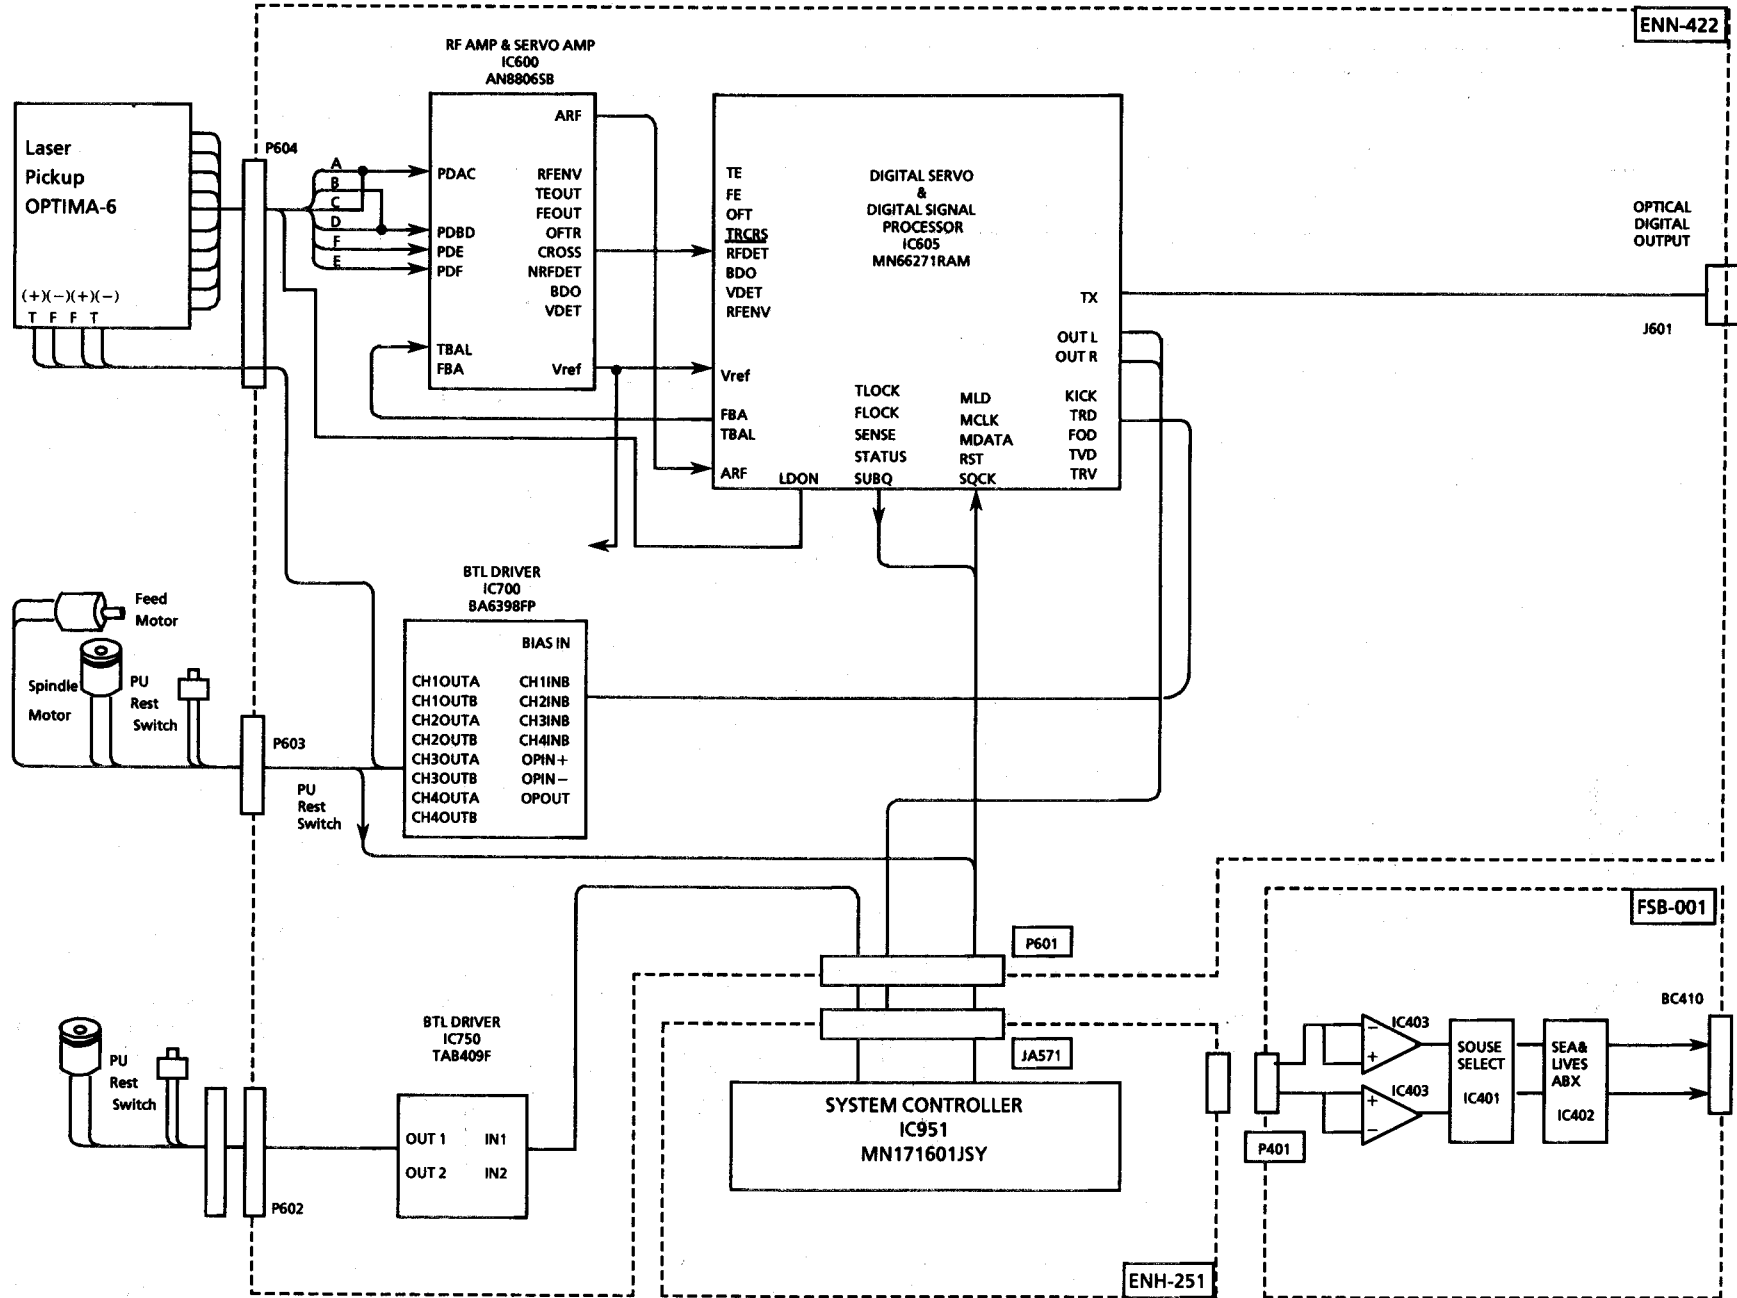 ENN-422
RF AMP & SERVO AMP
IC600
AN8806SB
Laser
Pickup
OPTIMA-6
(+)(−)(+)(−)
T F F T
P604
A
B
C
D
F
E
ARF
PDAC
PDBD
PDE
PDF
TBAL
FBA
RFENV
TEOUT
FEOUT
OFTR
CROSS
NRFDET
BDO
VDET
Vref
DIGITAL SERVO
&
DIGITAL SIGNAL
PROCESSOR
IC605
MN66271RAM
TE
FE
OFT
TRCRS
RFDET
BDO
VDET
RFENV
Vref
FBA
TBAL
ARF
LDON
TLOCK
FLOCK
SENSE
STATUS
SUBQ
MLD
MCLK
MDATA
RST
SQCK
TX
OUT L
OUT R
KICK
TRD
FOD
TVD
TRV
OPTICAL
DIGITAL
OUTPUT
J601
Feed
Motor
Spindle
Motor
PU
Rest
Switch
P603
PU
Rest
Switch
BTL DRIVER
IC700
BA6398FP
BIAS IN
CH1OUTA
CH1OUTB
CH2OUTA
CH2OUTB
CH3OUTA
CH3OUTB
CH4OUTA
CH4OUTB
CH1INB
CH2INB
CH3INB
CH4INB
OPIN+
OPIN−
OPOUT
PU
Rest
Switch
P602
BTL DRIVER
IC750
TAB409F
OUT 1 IN1
OUT 2 IN2
P601
JA571
SYSTEM CONTROLLER
IC951
MN171601JSY
ENH-251
FSB-001
P401
−
+
IC403
+
−
IC403
SOUSE
SELECT
IC401
SEA&
LIVES
ABX
IC402
BC410